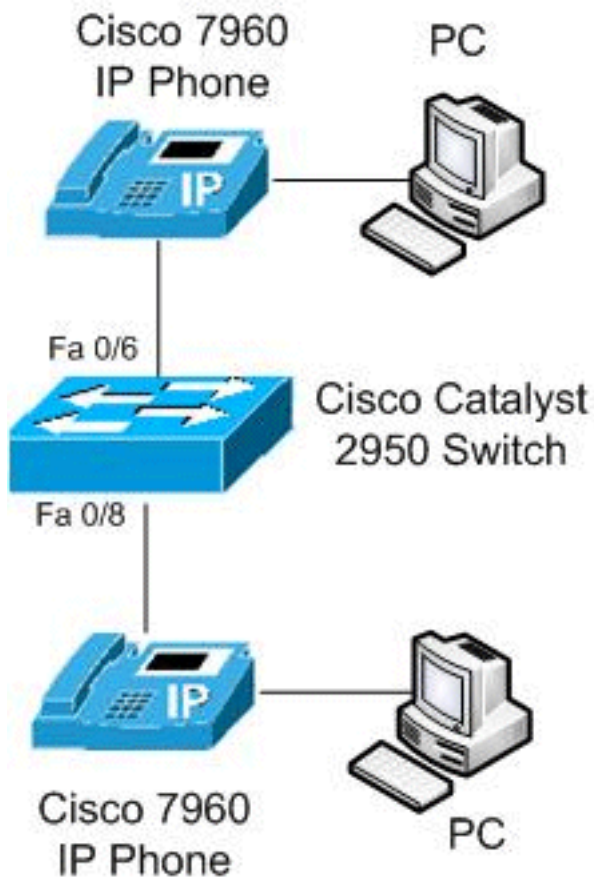 Cisco 7960
IP Phone
PC
IP
Fa 0/6
Cisco Catalyst
2950 Switch
Fa 0/8
IP
Cisco 7960
IP Phone
PC